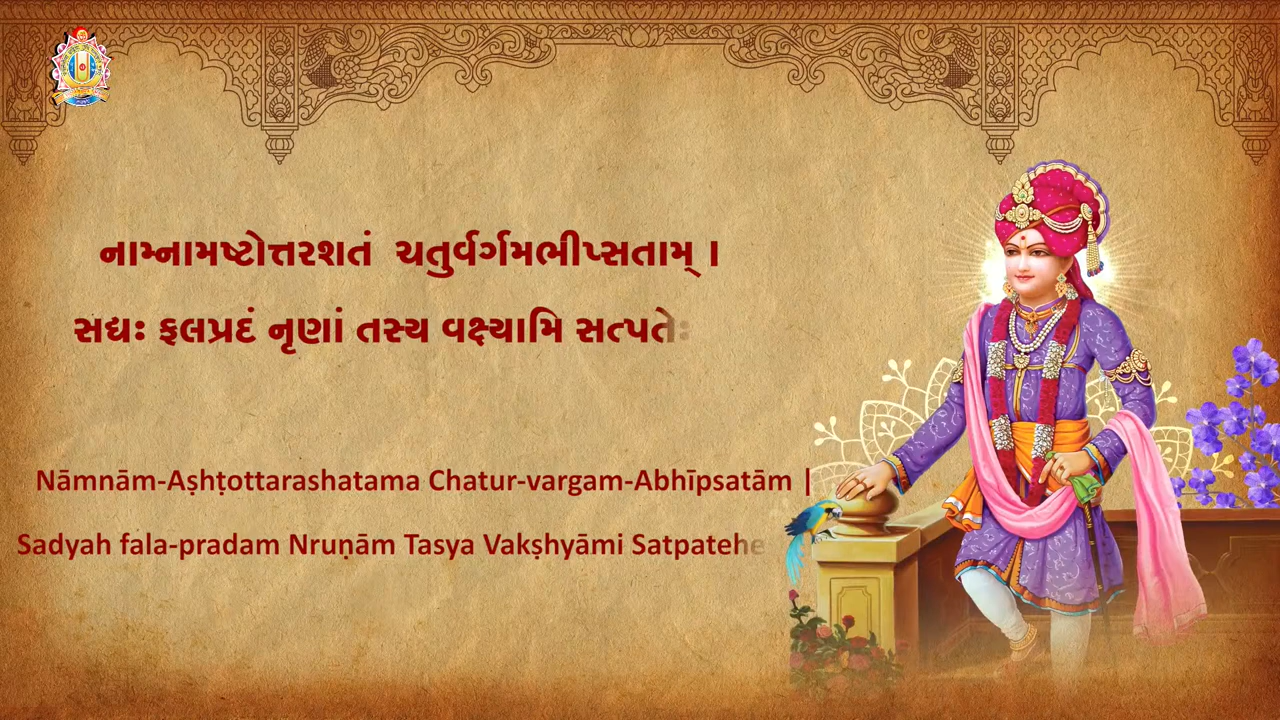 નામ્નામષ્ટોત્તરશતં ચતુર્વર્ગમભીપ્સતામ્ ।
સદ્યઃ ફલપ્રદં નૃણાં તસ્ય વક્ષ્યામિ સત્પતેઃ
Nāmnām-Aṣhṭottarashatama Chatur-vargam-Abhīpsatām |
Sadyah fala-pradam Nruṇām Tasya Vakṣhyāmi Satpatehe